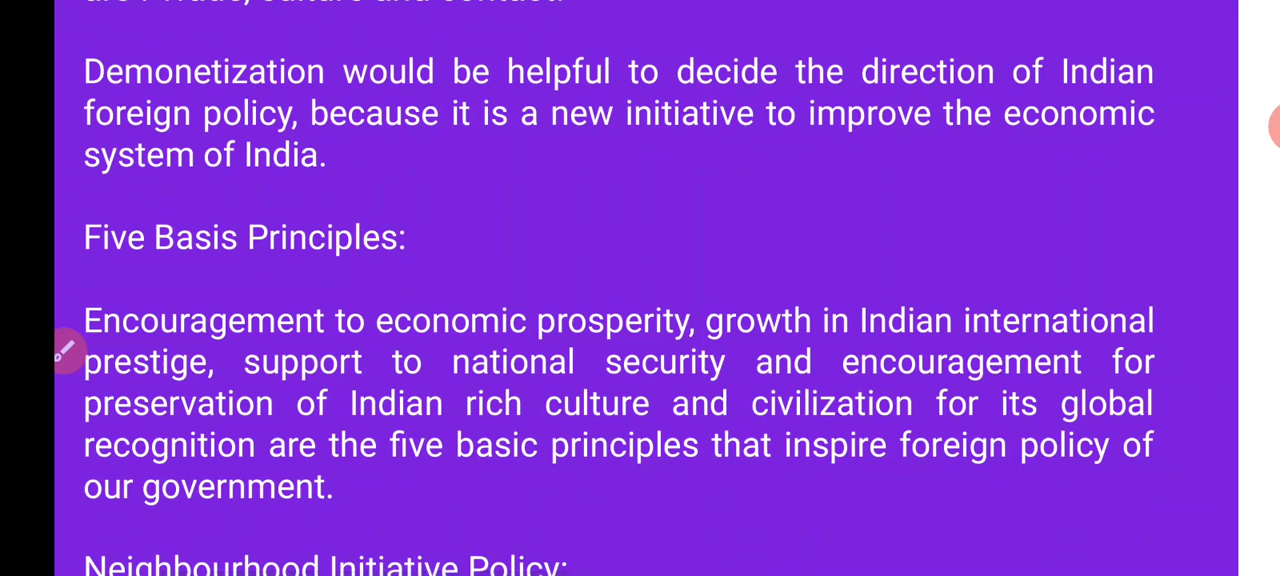 Demonetization would be helpful to decide the direction of Indian
foreign policy, because it is a new initiative to improve the economic
system of India.
Five Basis Principles:
Encouragement to economic prosperity, growth in Indian international
prestige, support to national security and encouragement for
preservation of Indian rich culture and civilization for its global
recognition are the five basic principles that inspire foreign policy of
our government.
Neighbourhood Initiative Policy: